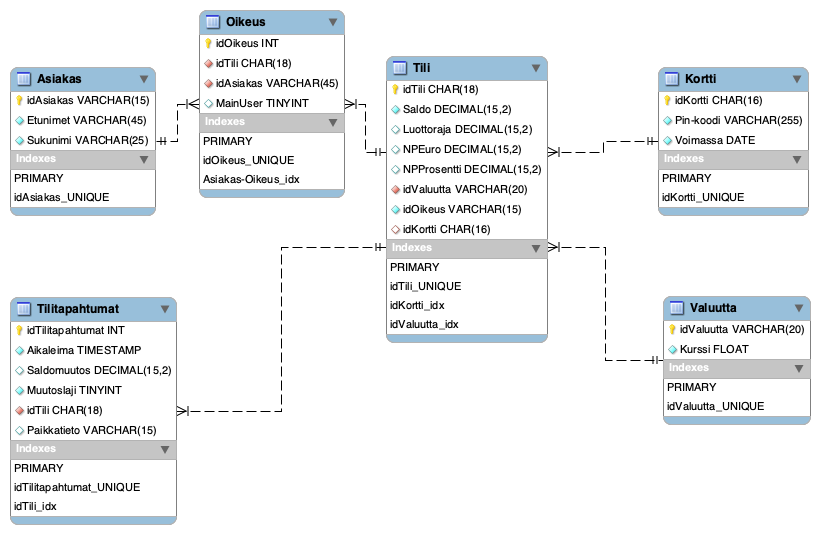 Oikeus
idOikeus INT
idTili CHAR(18)
idAsiakas VARCHAR(45)
MainUser TINYINT
Indexes
PRIMARY
idOikeus_UNIQUE
Asiakas-Oikeus_idx
Asiakas
idAsiakas VARCHAR(15)
Etunimet VARCHAR(45)
Sukunimi VARCHAR(25)
Indexes
PRIMARY
idAsiakas_UNIQUE
Tili
idTili CHAR(18)
Saldo DECIMAL(15,2)
Luottoraja DECIMAL(15,2)
NPEuro DECIMAL(15,2)
NPProsentti DECIMAL(15,2)
idValuutta VARCHAR(20)
idOikeus VARCHAR(15)
idKortti CHAR(16)
Indexes
PRIMARY
idTili_UNIQUE
idKortti_idx
idValuutta_idx
Kortti
idKortti CHAR(16)
Pin-koodi VARCHAR(255)
Voimassa DATE
Indexes
PRIMARY
idKortti_UNIQUE
Tilitapahtumat
idTilitapahtumat INT
Aikaleima TIMESTAMP
Saldomuutos DECIMAL(15,2)
Muutoslaji TINYINT
idTili CHAR(18)
Paikkatieto VARCHAR(15)
Indexes
PRIMARY
idTilitapahtumat_UNIQUE
idTili_idx
Valuutta
idValuutta VARCHAR(20)
Kurssi FLOAT
Indexes
PRIMARY
idValuutta_UNIQUE